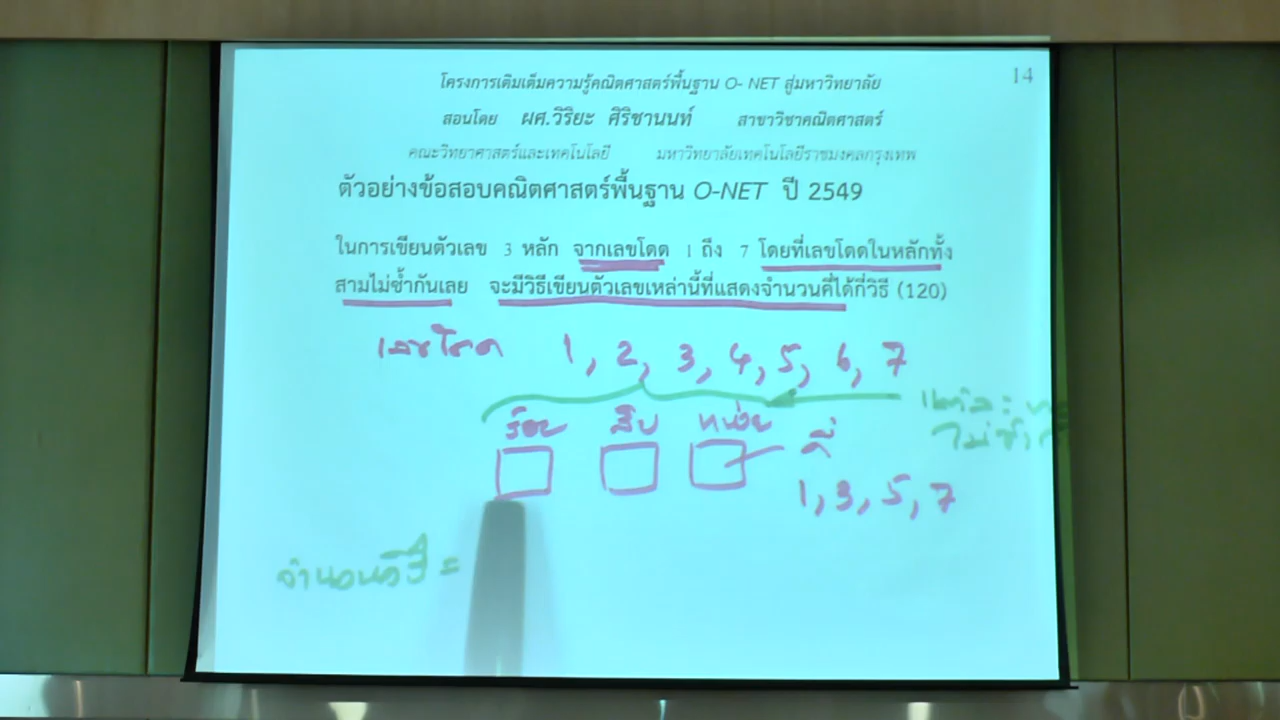 14
โครงการเติมเต็มความรู้คณิตศาสตร์พื้นฐาน O- NET สู่มหาวิทยาลัย
สอนโดย ผศ.วิริยะ ศิริชานนท์ สาขาวิชาคณิตศาสตร์
คณะวิทยาศาสตร์และเทคโนโลยี มหาวิทยาลัยเทคโนโลยีราชมงคลกรุงเทพ
ตัวอย่างข้อสอบคณิตศาสตร์พื้นฐาน O-NET ปี 2549
ในการเขียนตัวเลข 3 หลัก จากเลขโดด 1 ถึง 7 โดยที่เลขโดดในหลักทั้ง
สามไม่ซ้ำกันเลย จะมีวิธีเขียนตัวเลขเหล่านี้ที่แสดงจำนวนคี่ได้กี่วิธี (120)
เลขโดด 1, 2, 3, 4, 5, 6, 7
แต่ละ
ไม่ซ้ำ
ร้อย สิบ หน่วย
คี่
1, 3, 5, 7
จำนวนวิธี =